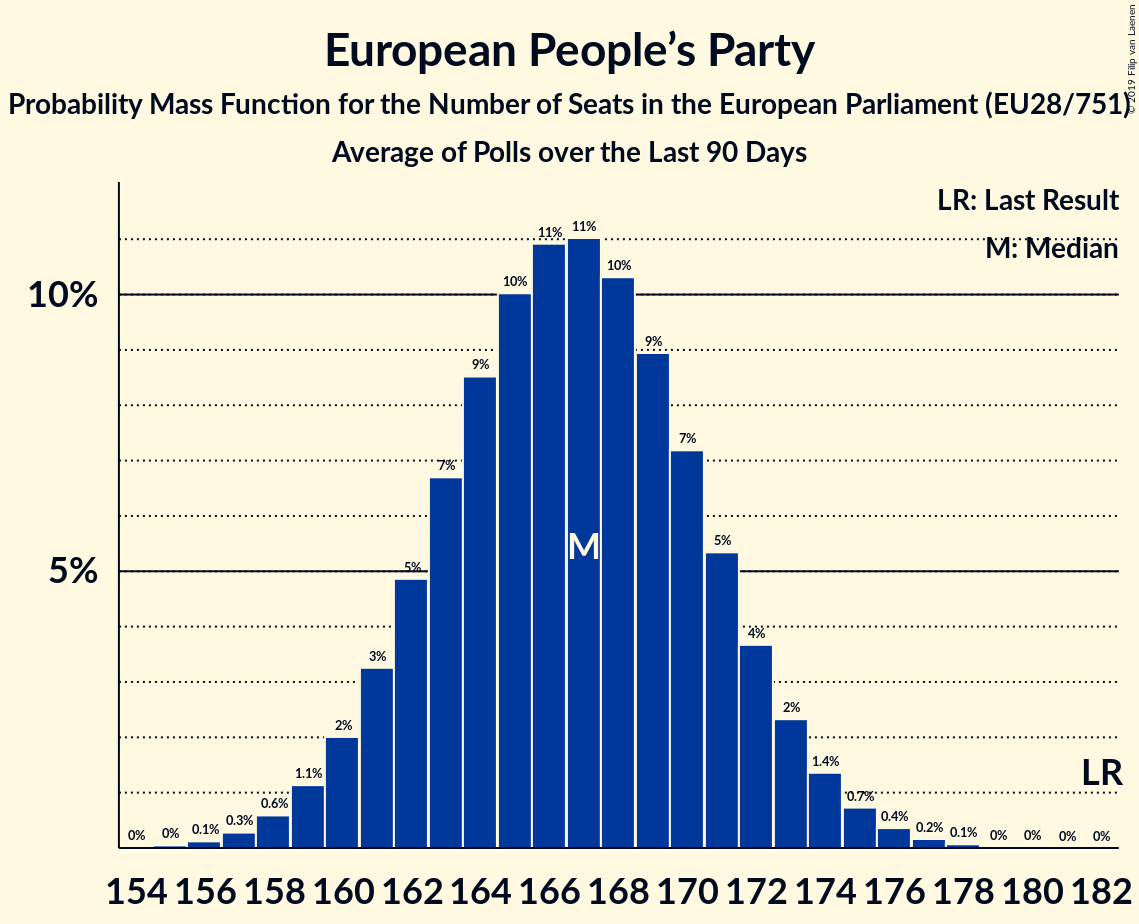 European People’s Party
Probability Mass Function for the Number of Seats in the European Parliament (EU28/751)
Average of Polls over the Last 90 Days
© 2019 Filip van Laenen
LR: Last Result
M: Median
10%
5%
0% 0% 0.1% 0.3% 0.6% 1.1% 2% 3% 5% 7% 9% 10% 11% 11% 10% 9% 7% 5% 4% 2% 1.4% 0.7% 0.4% 0.2% 0.1% 0% 0% 0% 0%
M
LR
154 156 158 160 162 164 166 168 170 172 174 176 178 180 182